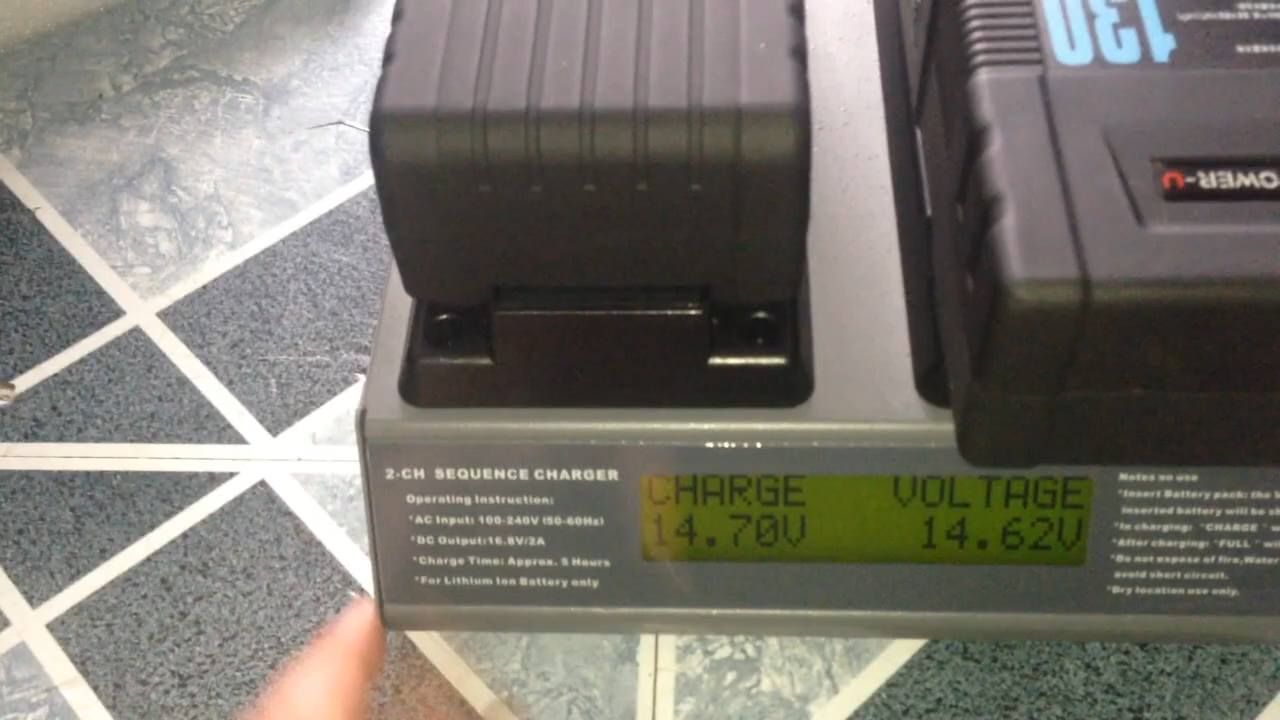 130
POWER-U
2-CH SEQUENCE CHARGER
Operating Instruction:
*AC Input: 100-240V (50-60Hz)
*DC Output:16.8V/2A
*Charge Time: Approx. 5 Hours
*For Lithium Ion Battery only
CHARGE VOLTAGE
14.70V 14.62V
Notes no use
*Insert Battery pack: the
inserted battery will be
*In charging: "CHARGE"
*After charging: "FULL"
*Do not expose of fire,Water
avoid short circuit.
*Dry location use only.